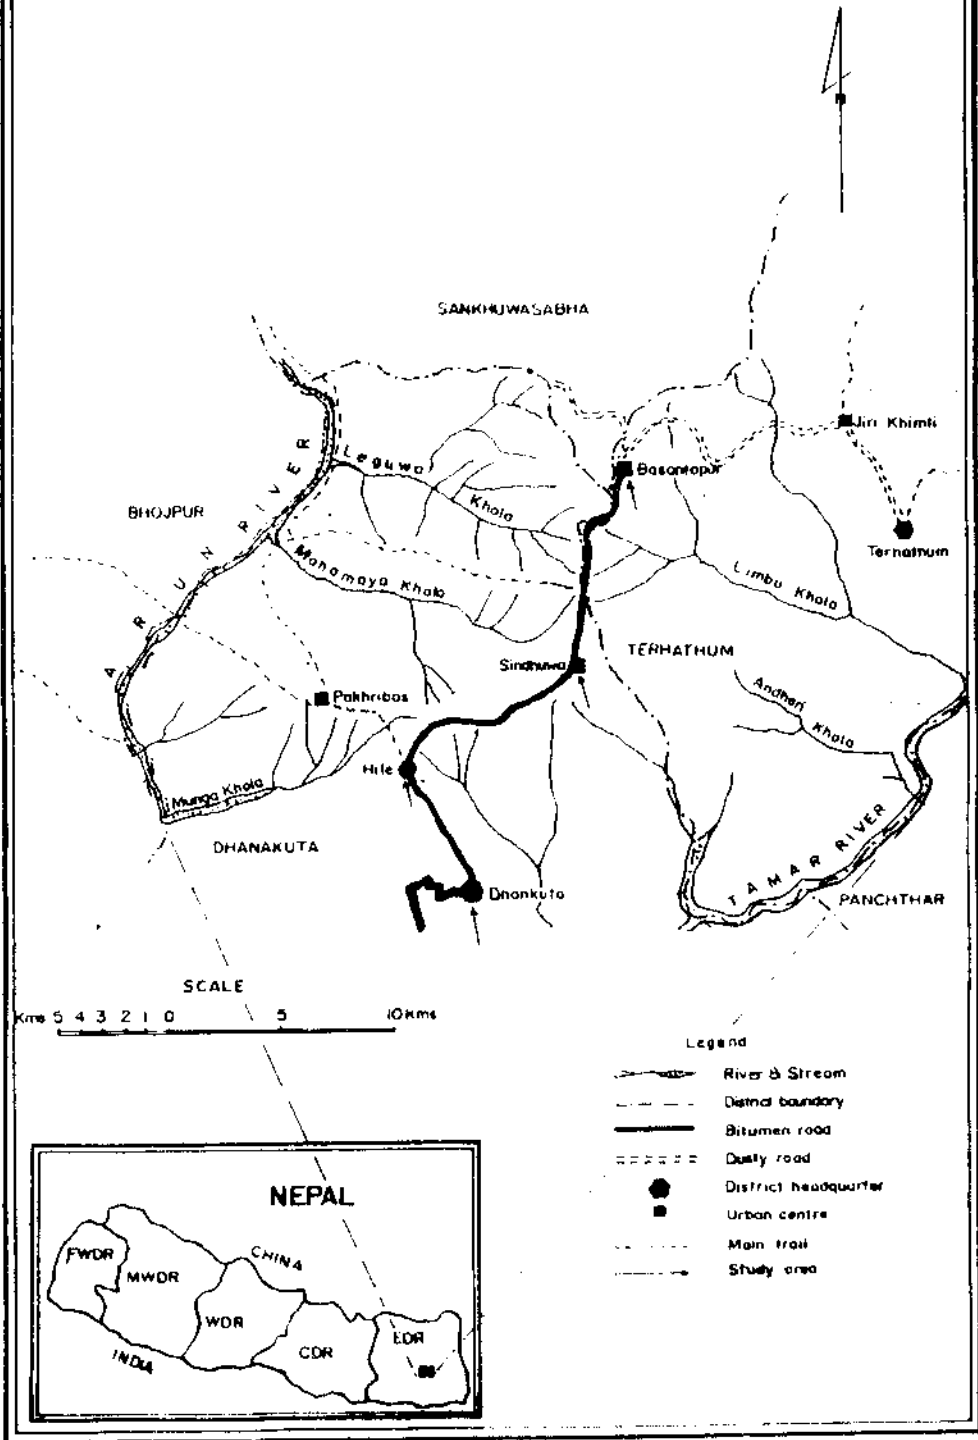 SANKHUWASABHA
Jiri Khimti
Leguwa
Khola
Basantapur
BHOJPUR
ARUN RIVER
Terhathum
Mahamaya Khola
Limbu Khola
Sindhuwa
TERHATHUM
Andheri
Khola
Pakhribas
Hile
Munga Khola
DHANAKUTA
TAMAR RIVER
Dhankuta
PANCHTHAR
SCALE
Kms 5 4 3 2 1 0 5 10 Kms
Legend
River & Stream
District boundary
Bitumen road
Dusty road
District headquarter
Urban centre
Main trail
Study area
NEPAL
FWDR
CHINA
MWDR
WDR
EDR
CDR
INDIA